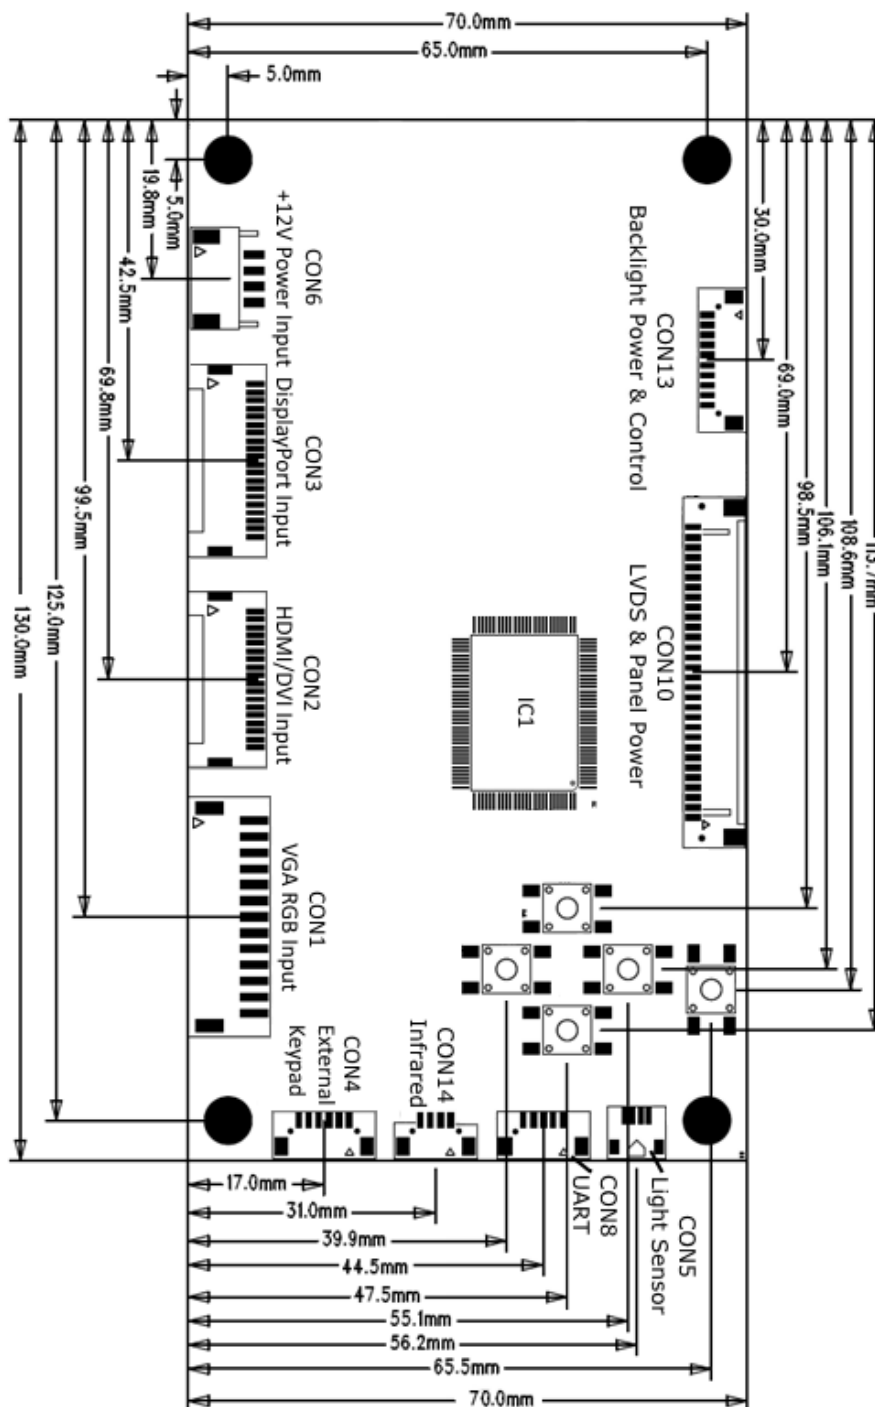 70.0mm
65.0mm
5.0mm
19.8mm
5.0mm
42.5mm
69.8mm
99.5mm
125.0mm
130.0mm
30.0mm
69.0mm
98.5mm
106.1mm
108.6mm
CON6
+12V Power Input
CON3
DisplayPort Input
CON2
HDMI/DVI Input
CON1
VGA RGB Input
CON13
Backlight Power & Control
CON10
LVDS & Panel Power
IC1
CON4
External
Keypad
CON14
Infrared
CON8
UART
CON5
Light Sensor
17.0mm
31.0mm
39.9mm
44.5mm
47.5mm
55.1mm
56.2mm
65.5mm
70.0mm